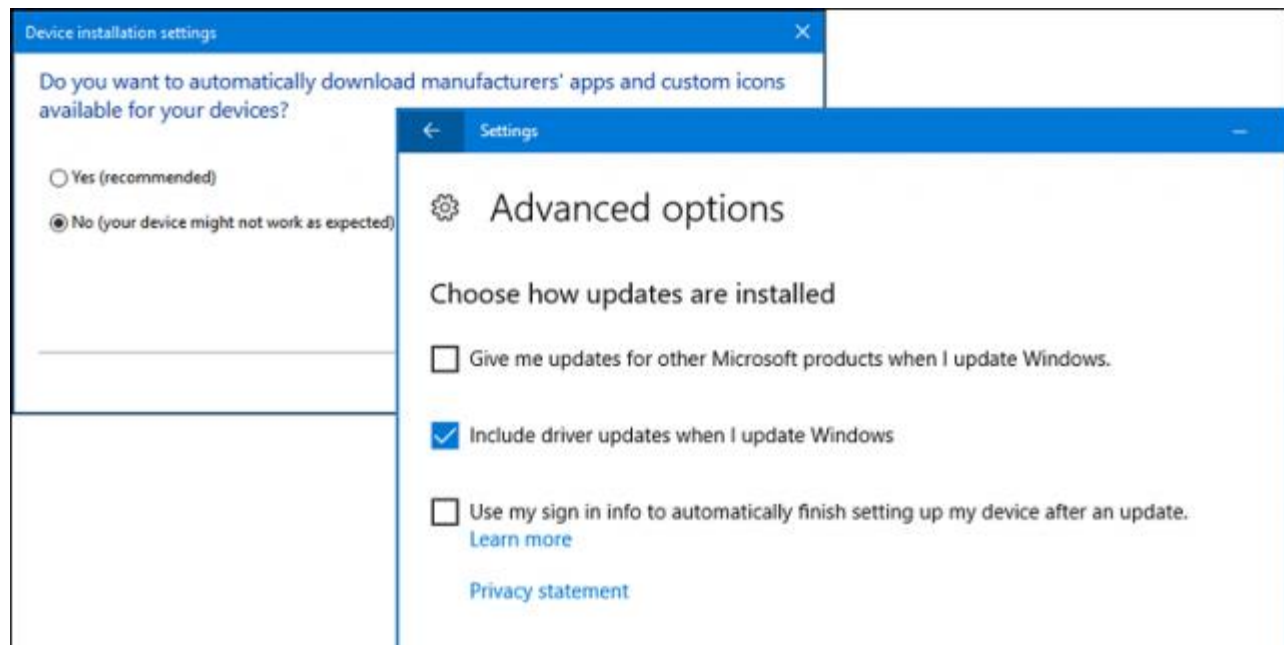 Device installation settings
Do you want to automatically download manufacturers' apps and custom icons
available for your devices?
Yes (recommended)
No (your device might not work as expected)
Settings
Advanced options
Choose how updates are installed
Give me updates for other Microsoft products when I update Windows.
Include driver updates when I update Windows
Use my sign in info to automatically finish setting up my device after an update.
Learn more
Privacy statement